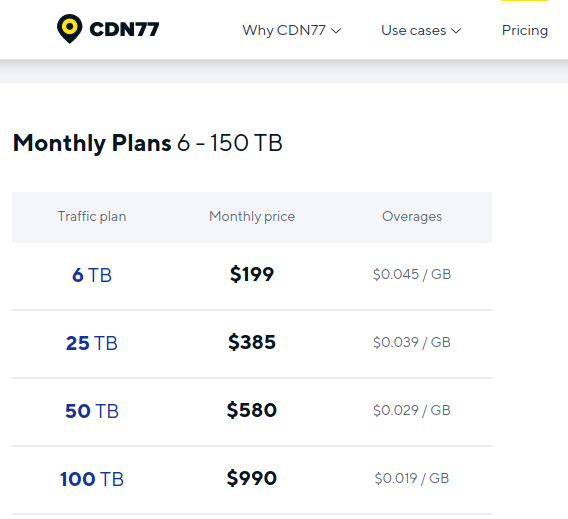 CDN77 Why CDN77 Use cases Pricing
Monthly Plans 6 - 150 TB
Traffic plan Monthly price Overages
6 TB $199 $0.045 / GB
25 TB $385 $0.039 / GB
50 TB $580 $0.029 / GB
100 TB $990 $0.019 / GB